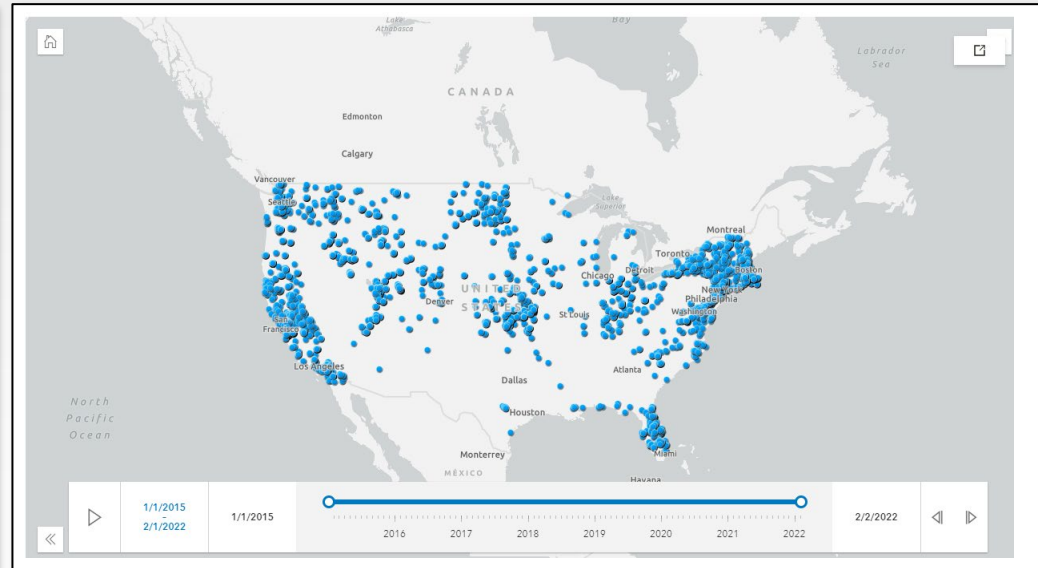 Lake
Athabasca
Bay
Labrador
Sea
CANADA
Edmonton
Calgary
Vancouver
Seattle
Lake
Superior
Montreal
Toronto
Boston
Chicago
Detroit
New York
Philadelphia
UNITED
STATES
Denver
St Louis
Washington
San
Francisco
Los Angeles
Atlanta
Dallas
North
Pacific
Ocean
Houston
Monterrey
Miami
MÉXICO
Havana
1/1/2015
-
2/1/2022
1/1/2015
2016
2017
2018
2019
2020
2021
2022
2/2/2022